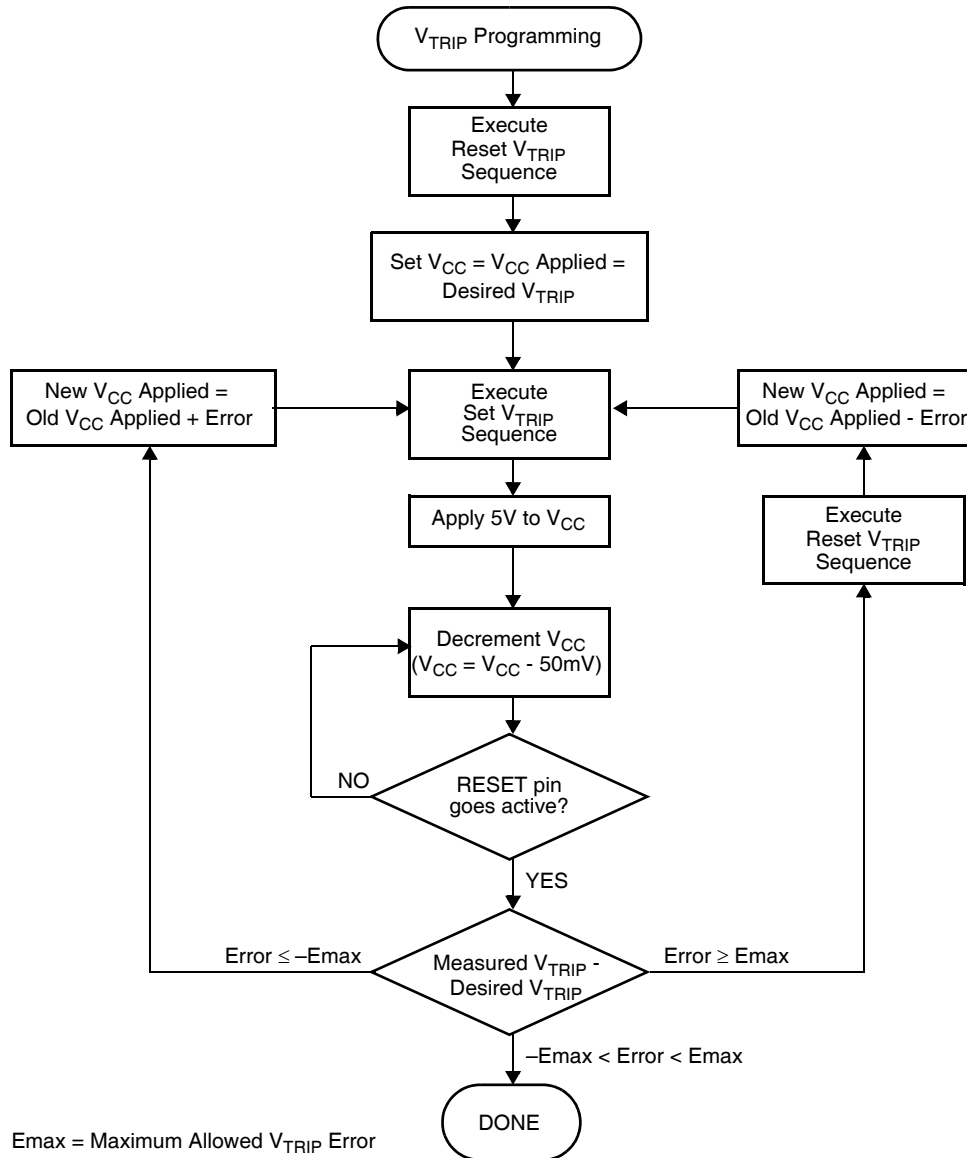 V_TRIP Programming
Execute
Reset V_TRIP
Sequence
Set V_CC = V_CC Applied =
Desired V_TRIP
New V_CC Applied =
Old V_CC Applied + Error
Execute
Set V_TRIP
Sequence
New V_CC Applied =
Old V_CC Applied - Error
Apply 5V to V_CC
Execute
Reset V_TRIP
Sequence
Decrement V_CC
(V_CC = V_CC - 50mV)
NO
RESET pin
goes active?
YES
Error ≤ –Emax
Measured V_TRIP -
Desired V_TRIP
Error ≥ Emax
–Emax < Error < Emax
DONE
Emax = Maximum Allowed V_TRIP Error